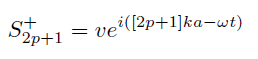 $S^{+}_{2p+1} = ve^{i([2p+1]ka-\omega t)}$